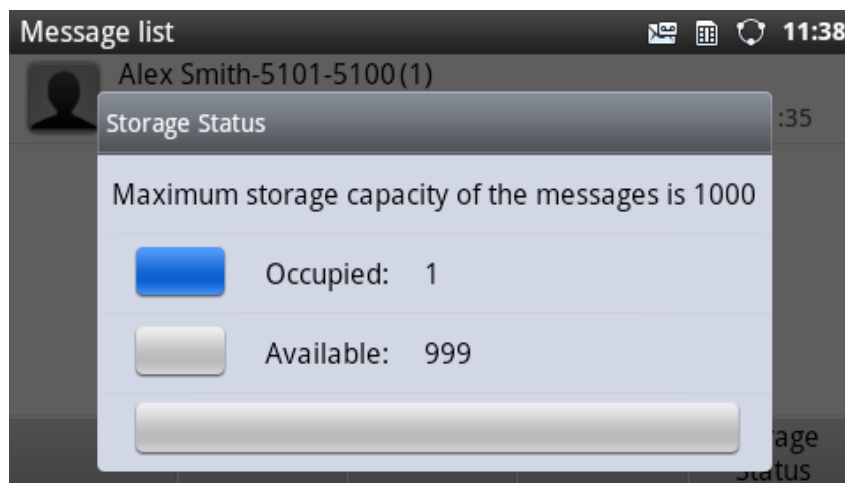 Message list 11:38
Alex Smith-5101-5100(1)
:35
Storage Status
Maximum storage capacity of the messages is 1000
Occupied: 1
Available: 999